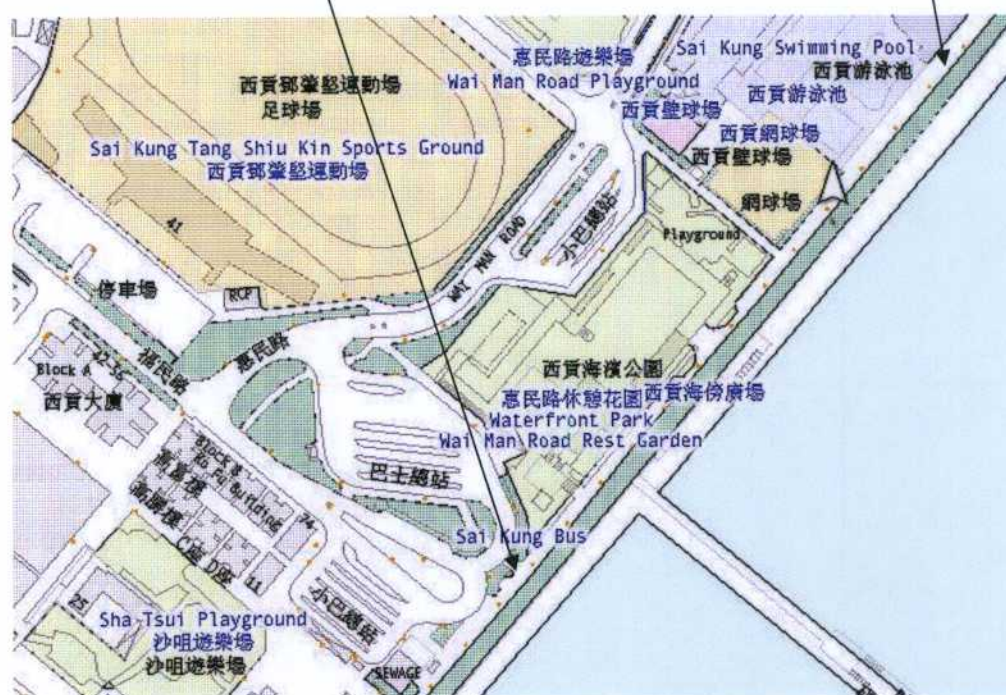 惠民路遊樂場
Wai Man Road Playground
Sai Kung Swimming Pool
西貢游泳池
西貢游泳池
西貢壁球場
西貢網球場
西貢壁球場
網球場
西貢鄧肇堅運動場
足球場
Sai Kung Tang Shiu Kin Sports Ground
西貢鄧肇堅運動場
41
小巴總站
Playground
WAI MAN ROAD
RCP
停車場
惠民路
福民路
42-56
Block A
西貢大廈
西貢海濱公園
惠民路休憩花園
西貢海傍廣場
Waterfront Park
Wai Man Road Rest Garden
巴士總站
Block B
Ko Fu Building
高富樓
74
高勝樓
C座 D座
11
Sai Kung Bus
小巴總站
25
Sha Tsui Playground
沙咀遊樂場
沙咀遊樂場
SEWAGE